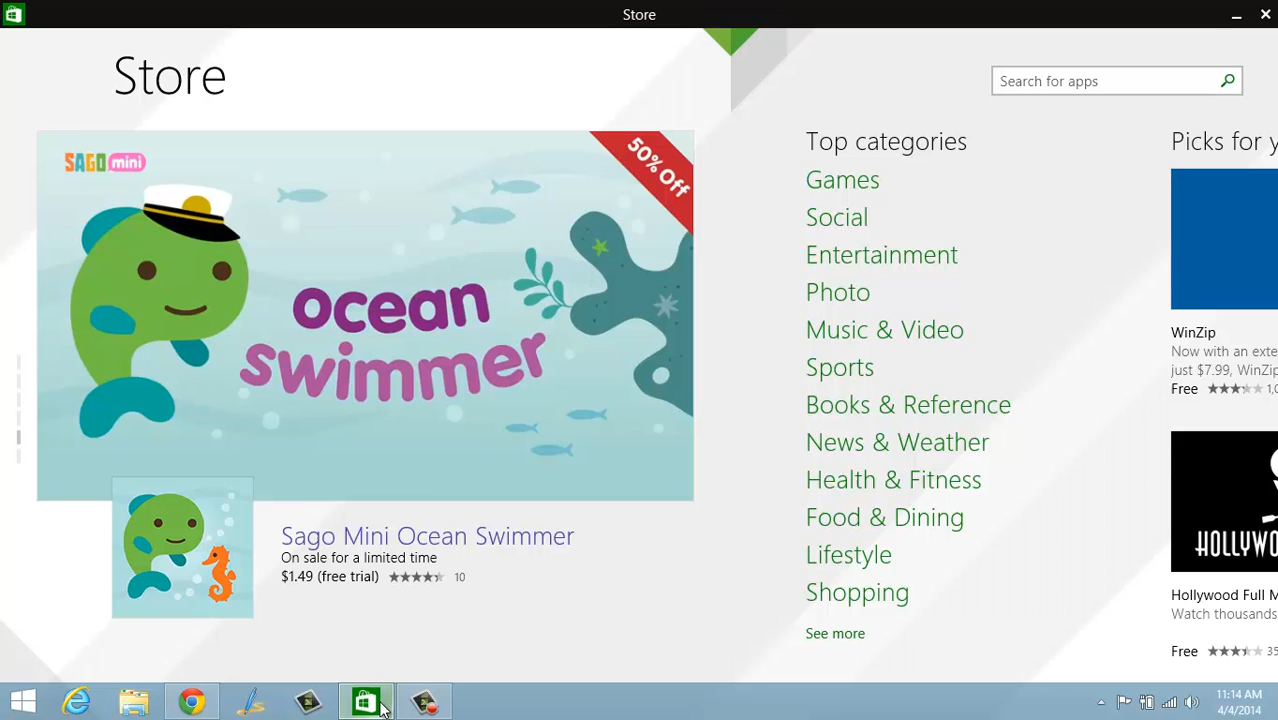 Store
Store
Search for apps
SAGO mini
50% Off
ocean
swimmer
Sago Mini Ocean Swimmer
On sale for a limited time
$1.49 (free trial)
10
Top categories
Games
Social
Entertainment
Photo
Music & Video
Sports
Books & Reference
News & Weather
Health & Fitness
Food & Dining
Lifestyle
Shopping
See more
Picks for y
WinZip
Now with an exte
just $7.99, WinZip
Free 1,0
HOLLYWO
Hollywood Full M
Watch thousands
Free 35
11:14 AM
4/4/2014